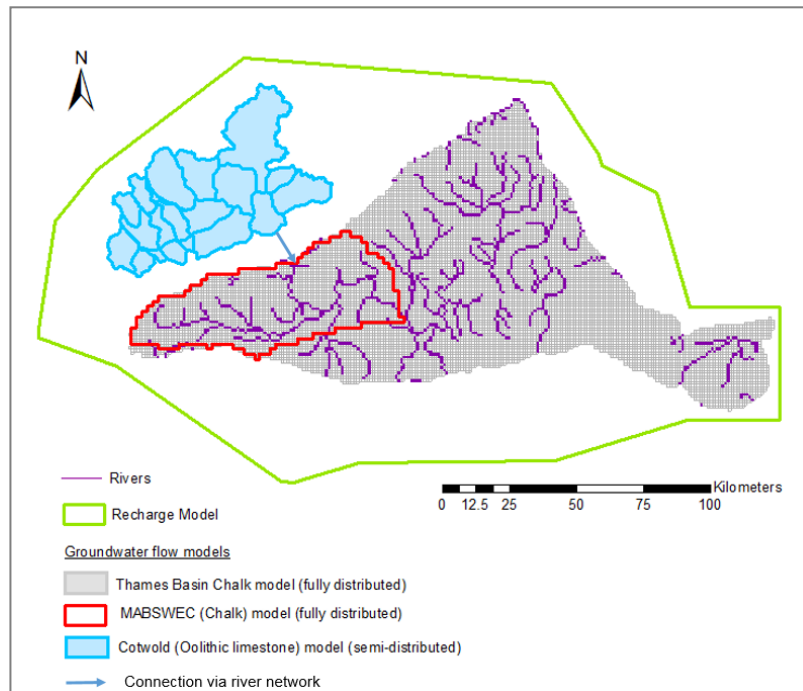 N
Rivers
Recharge Model
Kilometers
0 12.5 25 50 75 100
Groundwater flow models
Thames Basin Chalk model (fully distributed)
MABSWEC (Chalk) model (fully distributed)
Cotwold (Oolithic limestone) model (semi-distributed)
Connection via river network